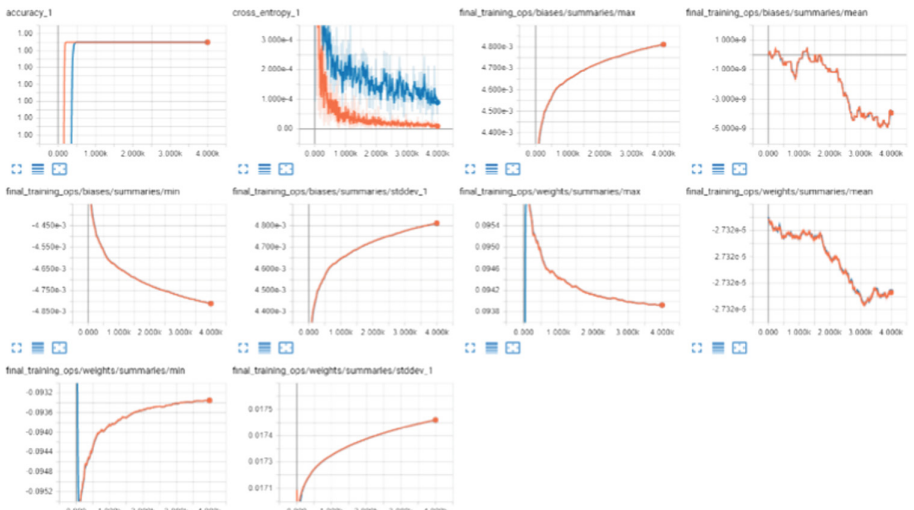 accuracy_1
1.00
1.00
1.00
1.00
1.00
1.00
1.00
0.000 1.000k 2.000k 3.000k 4.000k
cross_entropy_1
3.000e-4
2.000e-4
1.000e-4
0.00
0.000 1.000k 2.000k 3.000k 4.000k
final_training_ops/biases/summaries/max
4.800e-3
4.700e-3
4.600e-3
4.500e-3
4.400e-3
0.000 1.000k 2.000k 3.000k 4.000k
final_training_ops/biases/summaries/mean
1.000e-9
-1.000e-9
-3.000e-9
-5.000e-9
0.000 1.000k 2.000k 3.000k 4.000k
final_training_ops/biases/summaries/min
-4.450e-3
-4.550e-3
-4.650e-3
-4.750e-3
-4.850e-3
0.000 1.000k 2.000k 3.000k 4.000k
final_training_ops/biases/summaries/stddev_1
4.800e-3
4.700e-3
4.600e-3
4.500e-3
4.400e-3
0.000 1.000k 2.000k 3.000k 4.000k
final_training_ops/weights/summaries/max
0.0954
0.0950
0.0946
0.0942
0.0938
0.000 1.000k 2.000k 3.000k 4.000k
final_training_ops/weights/summaries/mean
-2.732e-5
-2.732e-5
-2.732e-5
-2.732e-5
0.000 1.000k 2.000k 3.000k 4.000k
final_training_ops/weights/summaries/min
-0.0932
-0.0936
-0.0940
-0.0944
-0.0948
-0.0952
final_training_ops/weights/summaries/stddev_1
0.0175
0.0174
0.0173
0.0171